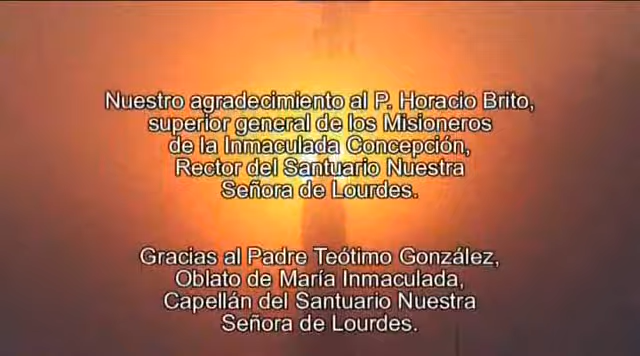 Nuestro agradecimiento al P. Horacio Brito,
superior general de los Misioneros
de la Inmaculada Concepción,
Rector del Santuario Nuestra
Señora de Lourdes.
Gracias al Padre Teótimo González,
Oblato de María Inmaculada,
Capellán del Santuario Nuestra
Señora de Lourdes.